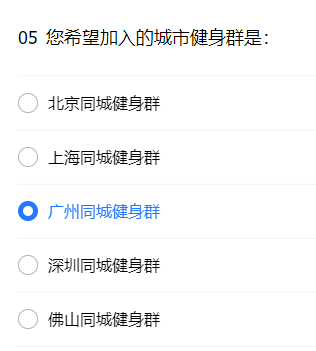 05 您希望加入的城市健身群是：
北京同城健身群
上海同城健身群
广州同城健身群
深圳同城健身群
佛山同城健身群